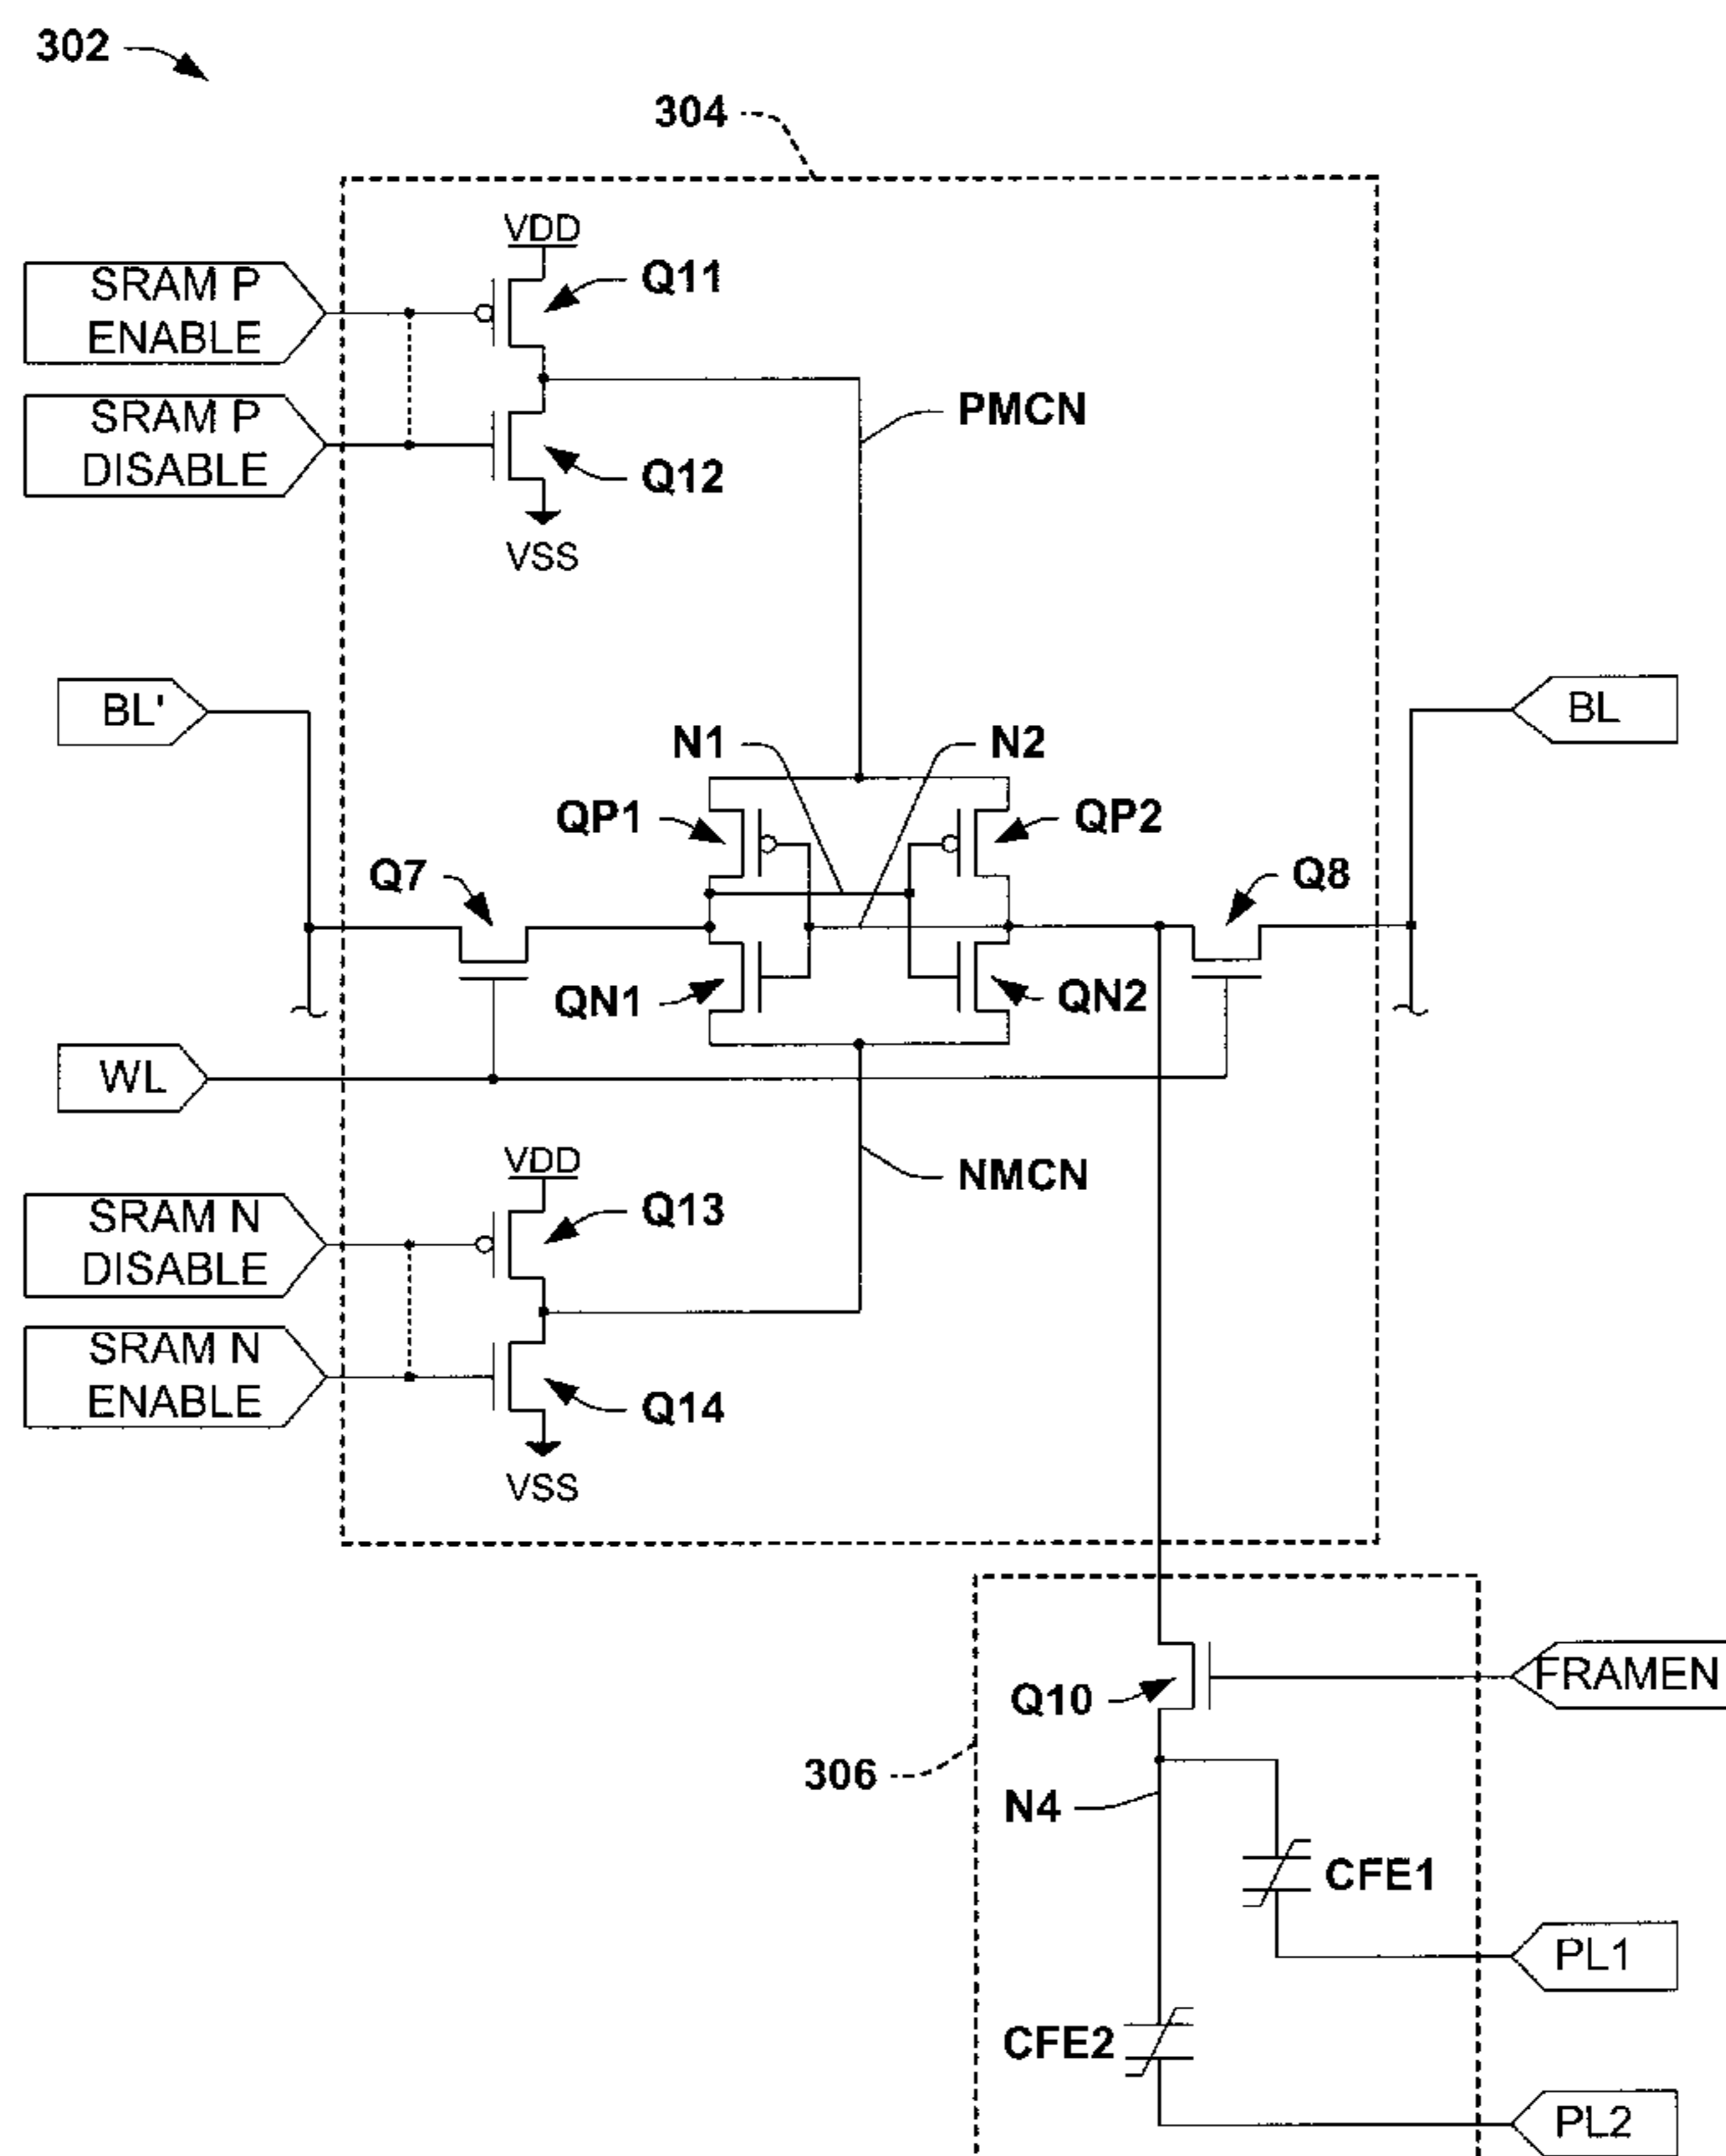 302
304
VDD
SRAM P
ENABLE
Q11
SRAM P
DISABLE
PMCN
Q12
VSS
BL'
BL
N1
N2
QP1
QP2
Q7
Q8
QN1
QN2
WL
VDD
NMCN
SRAM N
DISABLE
Q13
SRAM N
ENABLE
Q14
VSS
FRAMEN
Q10
306
N4
CFE1
PL1
CFE2
PL2